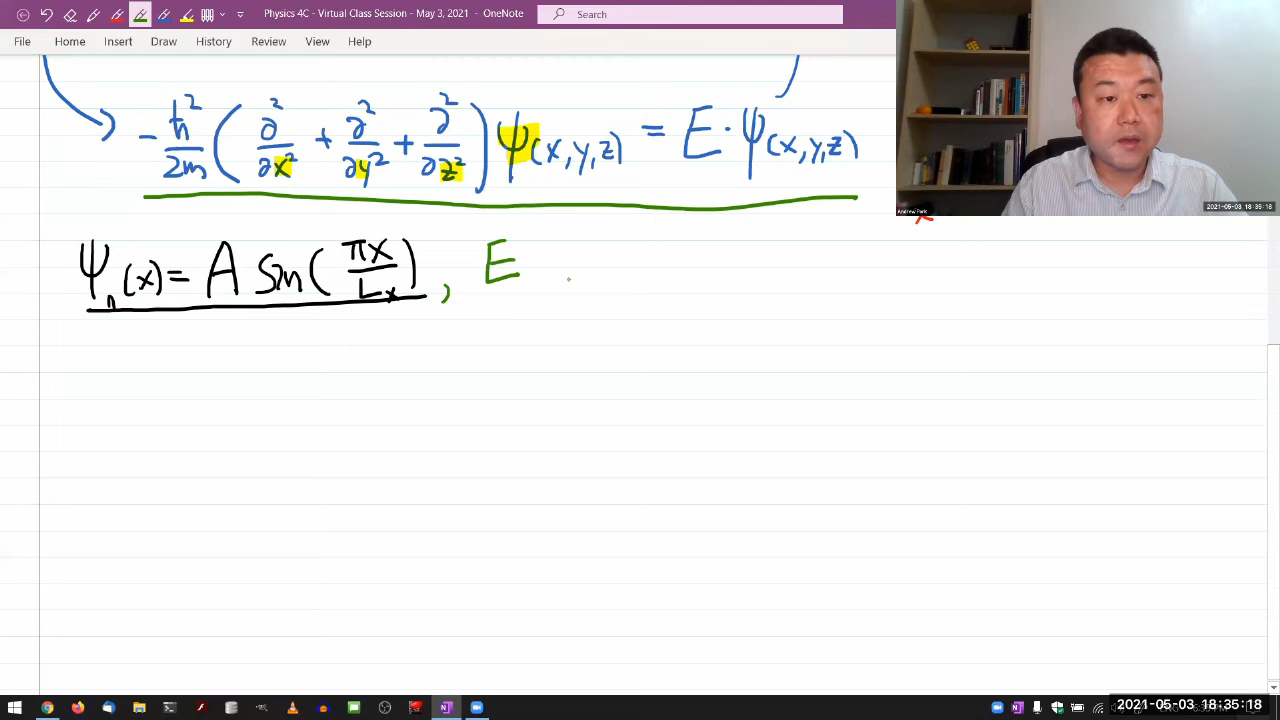 Physics 4C - Virtual Class Session - May 3, 2021 - OneNote
Search
File Home Insert Draw History Review View Help
-ħ²/2m ( ∂²/∂x² + ∂²/∂y² + ∂²/∂z² ) ψ(x,y,z) = E·ψ(x,y,z)
Andrew Park
2021-05-03 18:35:18
ψₙ(x) = A sin( πx/Lₓ ) , E
2021-05-03 18:35:18